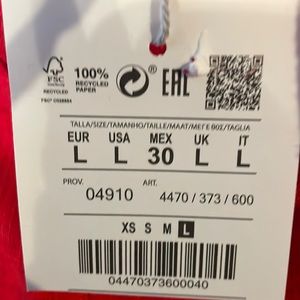 FSC
RECYCLED
100%
RECYCLED
PAPER
EAC
TALLA/SIZE/TAMANHO/TAILLE/MAAT/ΜΕΓΕΘΟΣ/TAGLIA
EUR USA MEX UK IT
L L 30 L L
PROV. ART.
04910 4470 / 373 / 600
XS S M L
04470373600040